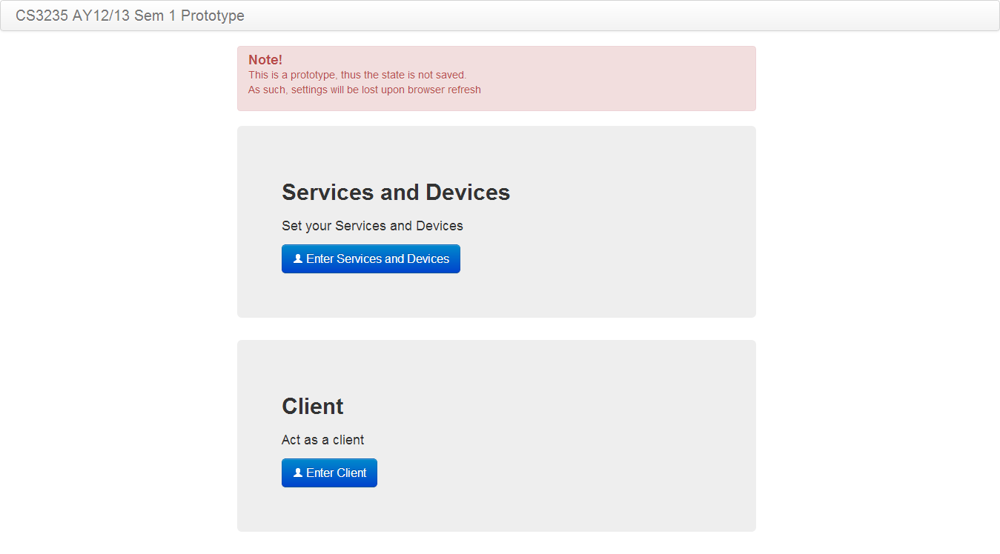 CS3235 AY12/13 Sem 1 Prototype
Note!
This is a prototype, thus the state is not saved.
As such, settings will be lost upon browser refresh
Services and Devices
Set your Services and Devices
Enter Services and Devices
Client
Act as a client
Enter Client